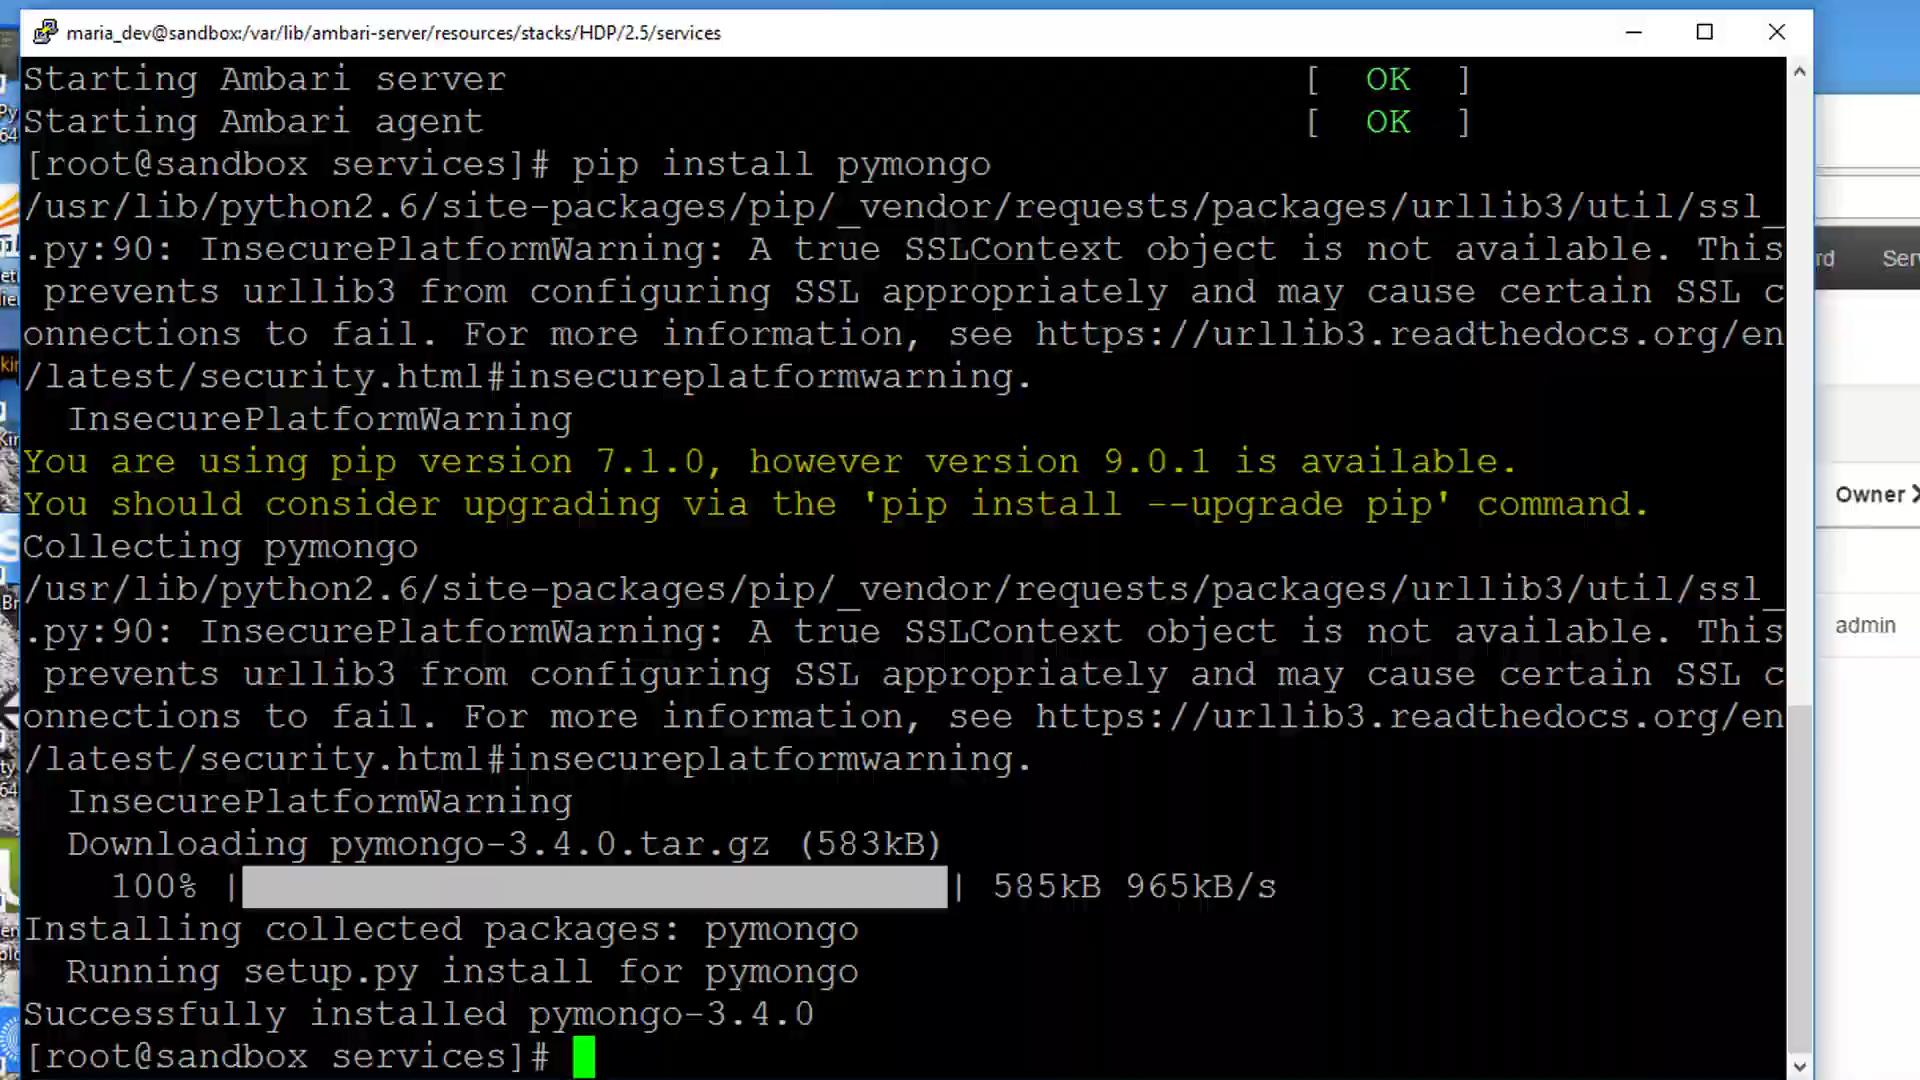 maria_dev@sandbox:/var/lib/ambari-server/resources/stacks/HDP/2.5/services
Starting Ambari server [ OK ]
Starting Ambari agent [ OK ]
[root@sandbox services]# pip install pymongo
/usr/lib/python2.6/site-packages/pip/_vendor/requests/packages/urllib3/util/ssl_
.py:90: InsecurePlatformWarning: A true SSLContext object is not available. This
prevents urllib3 from configuring SSL appropriately and may cause certain SSL c
onnections to fail. For more information, see https://urllib3.readthedocs.org/en
/latest/security.html#insecureplatformwarning.
InsecurePlatformWarning
You are using pip version 7.1.0, however version 9.0.1 is available.
You should consider upgrading via the 'pip install --upgrade pip' command.
Collecting pymongo
/usr/lib/python2.6/site-packages/pip/_vendor/requests/packages/urllib3/util/ssl_
.py:90: InsecurePlatformWarning: A true SSLContext object is not available. This
prevents urllib3 from configuring SSL appropriately and may cause certain SSL c
onnections to fail. For more information, see https://urllib3.readthedocs.org/en
/latest/security.html#insecureplatformwarning.
InsecurePlatformWarning
Downloading pymongo-3.4.0.tar.gz (583kB)
100% | | 585kB 965kB/s
Installing collected packages: pymongo
Running setup.py install for pymongo
Successfully installed pymongo-3.4.0
[root@sandbox services]#
Owner
admin